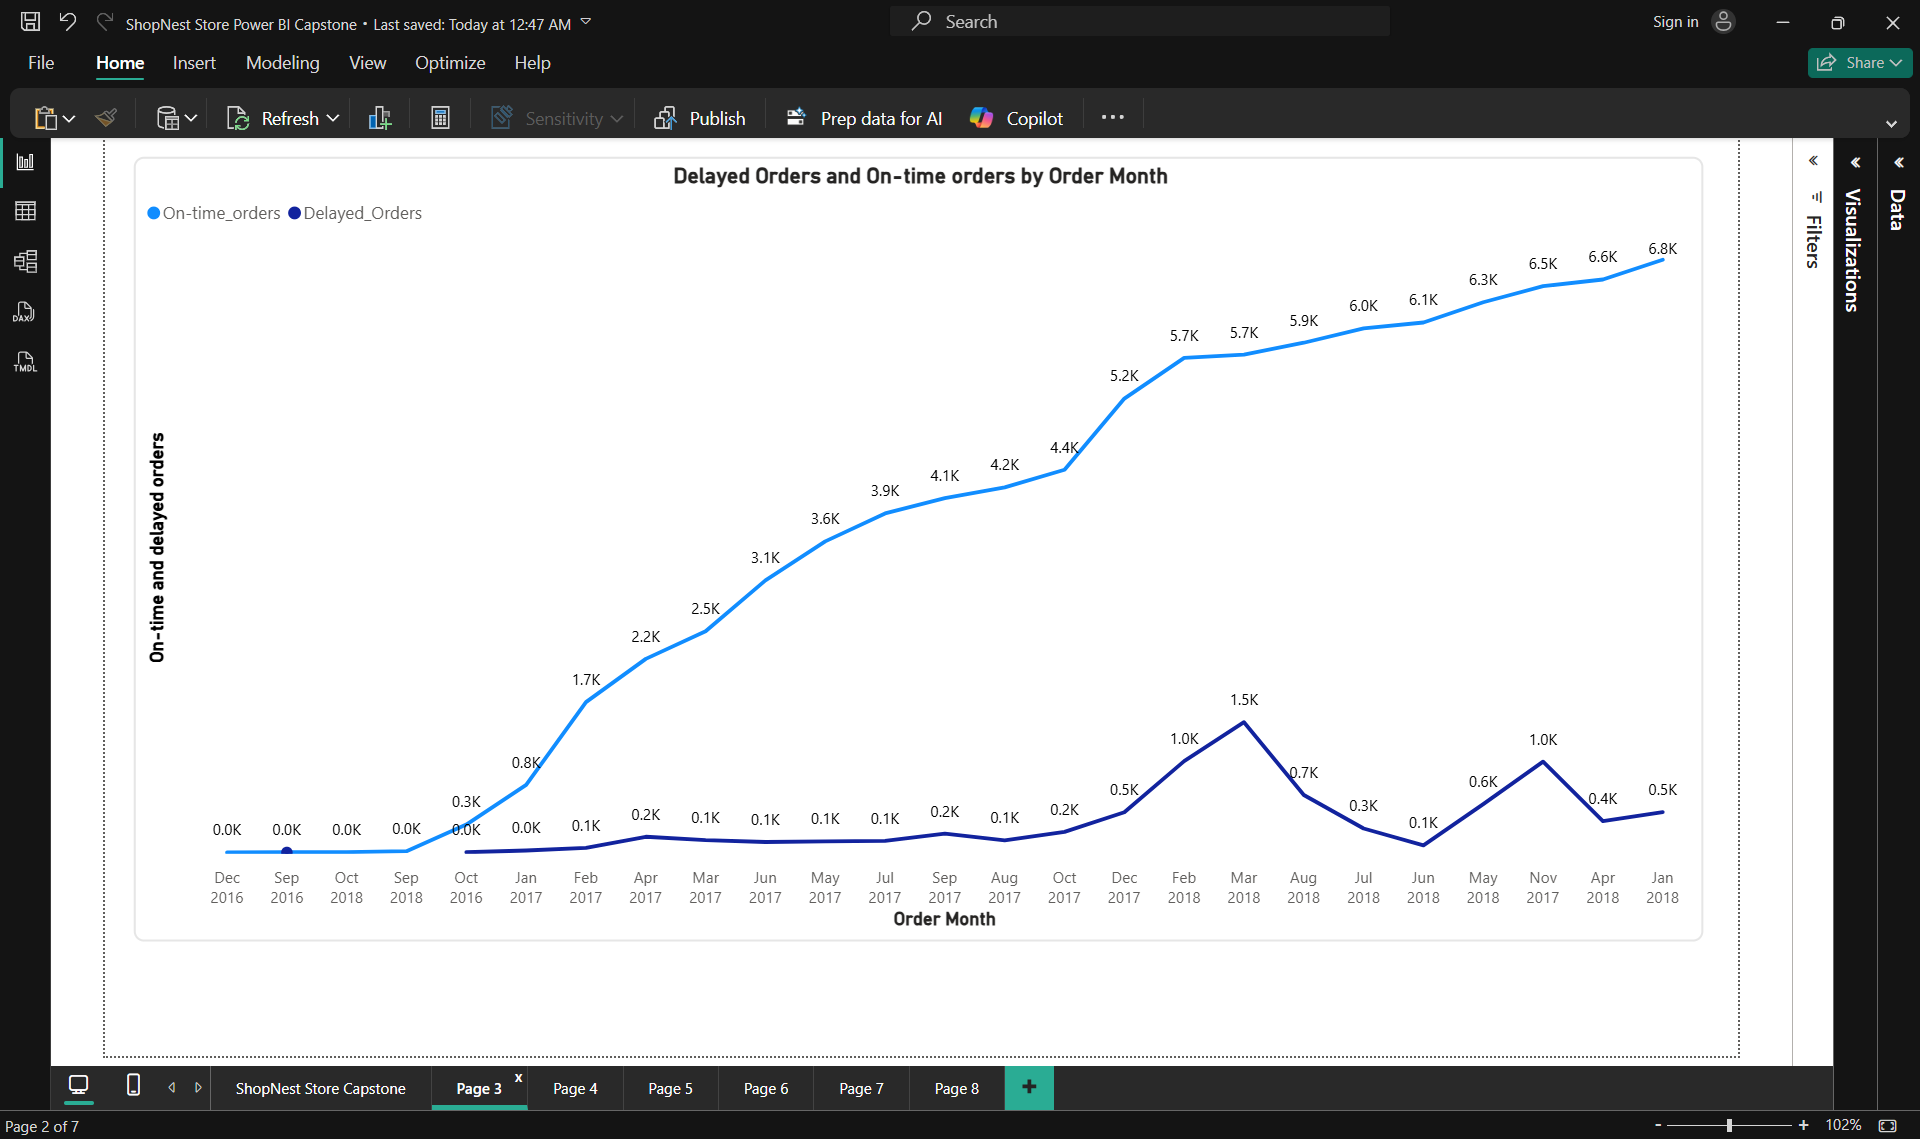 ShopNest Store Power BI Capstone • Last saved: Today at 12:47 AM
Search
Sign in
File Home Insert Modeling View Optimize Help
Share
Refresh
Sensitivity
Publish
Prep data for AI
Copilot
DAX
TMDL
Delayed Orders and On-time orders by Order Month
On-time_orders Delayed_Orders
On-time and delayed orders
0.0K 0.0K 0.0K 0.0K 0.3K 0.8K 1.7K 2.2K 2.5K 3.1K 3.6K 3.9K 4.1K 4.2K 4.4K 5.2K 5.7K 5.7K 5.9K 6.0K 6.1K 6.3K 6.5K 6.6K 6.8K
0.0K 0.0K 0.1K 0.2K 0.1K 0.1K 0.1K 0.1K 0.2K 0.1K 0.2K 0.5K 1.0K 1.5K 0.7K 0.3K 0.1K 0.6K 1.0K 0.4K 0.5K
Dec Sep Oct Sep Oct Jan Feb Apr Mar Jun May Jul Sep Aug Oct Dec Feb Mar Aug Jul Jun May Nov Apr Jan
2016 2016 2018 2018 2016 2017 2017 2017 2017 2017 2017 2017 2017 2017 2017 2017 2018 2018 2018 2018 2018 2018 2017 2018 2018
Order Month
Filters
Visualizations
Data
ShopNest Store Capstone
Page 3 x
Page 4
Page 5
Page 6
Page 7
Page 8
+
Page 2 of 7
- + 102%